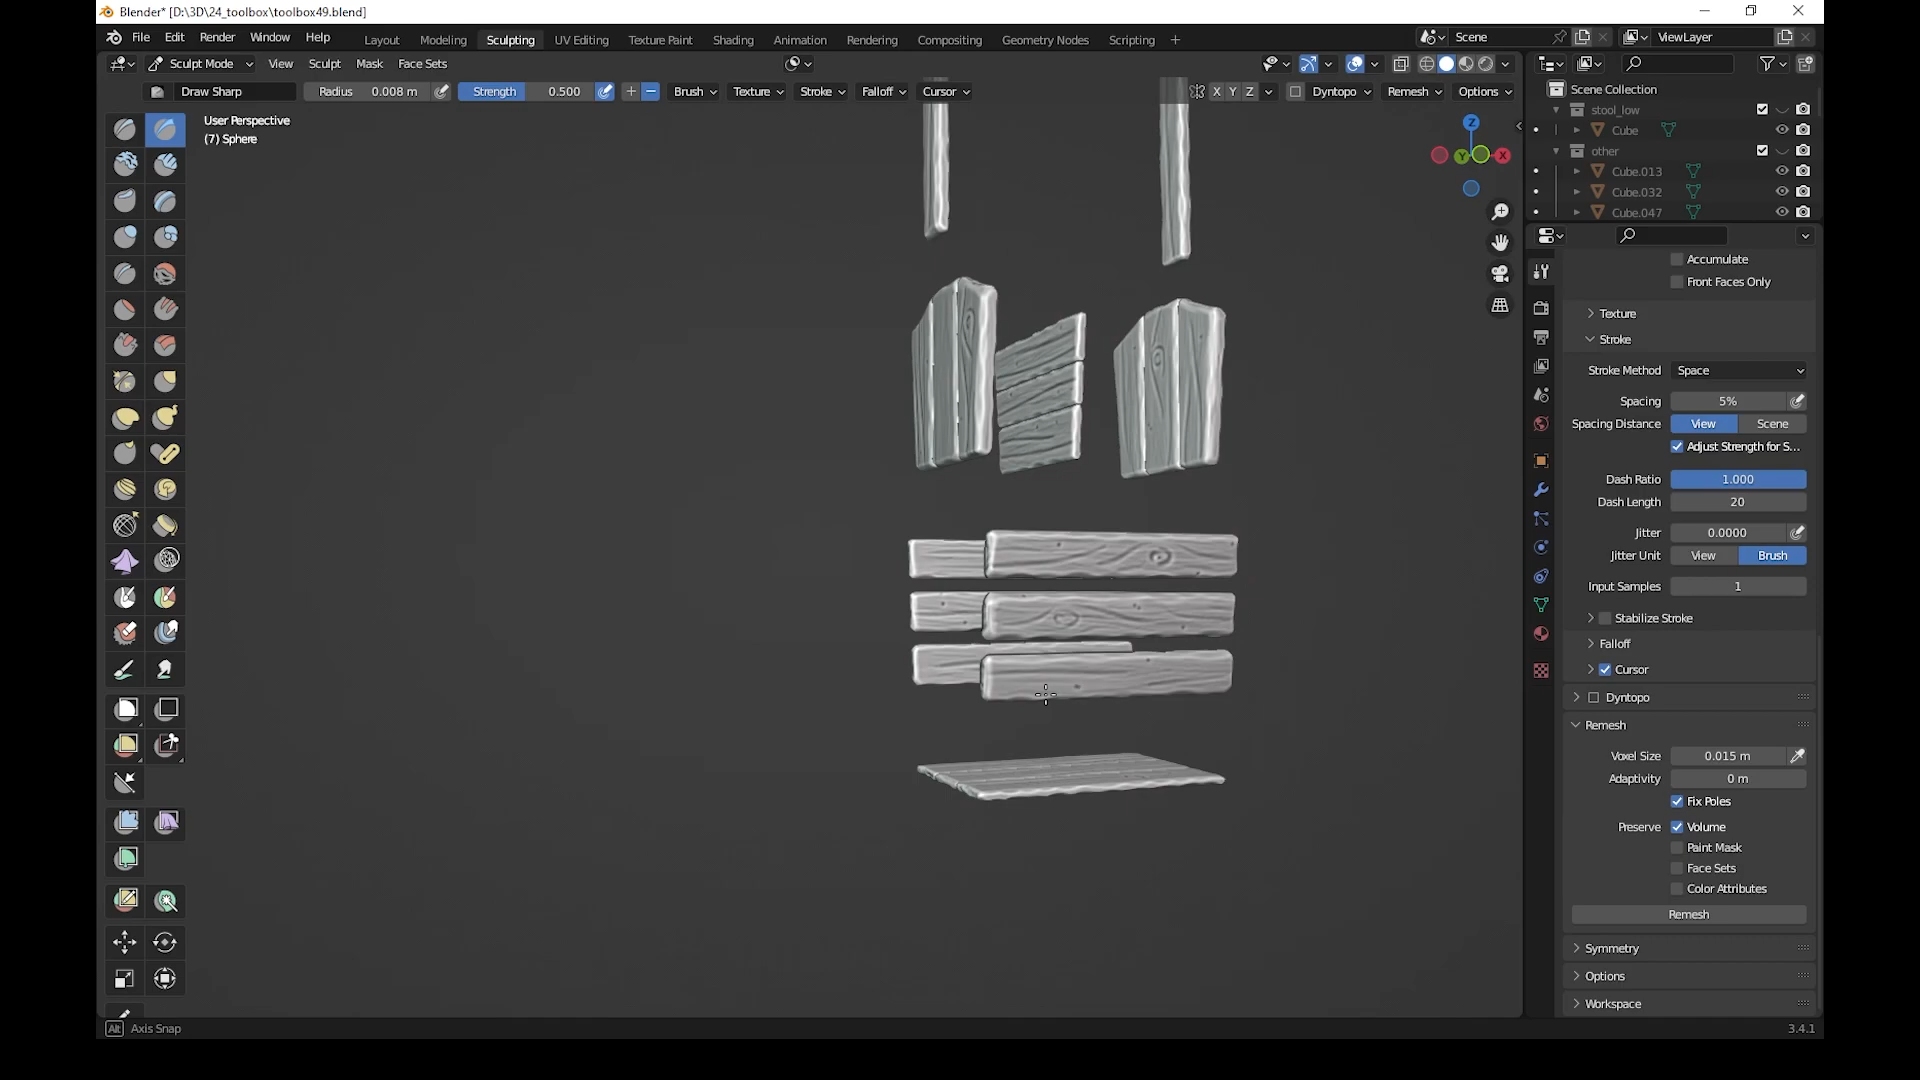 Blender* [D:\3D\24_toolbox\toolbox49.blend]
File Edit Render Window Help Layout Modeling Sculpting UV Editing Texture Paint Shading Animation Rendering Compositing Geometry Nodes Scripting + Scene ViewLayer
Sculpt Mode View Sculpt Mask Face Sets
Draw Sharp Radius 0.008 m Strength 0.500 Brush Texture Stroke Falloff Cursor X Y Z Dyntopo Remesh Options
User Perspective
(7) Sphere
Z
Y X
Scene Collection
stool_low
Cube
other
Cube.013
Cube.032
Cube.047
Accumulate
Front Faces Only
Texture
Stroke
Stroke Method Space
Spacing 5%
Spacing Distance View Scene
Adjust Strength for S...
Dash Ratio 1.000
Dash Length 20
Jitter 0.0000
Jitter Unit View Brush
Input Samples 1
Stabilize Stroke
Falloff
Cursor
Dyntopo
Remesh
Voxel Size 0.015 m
Adaptivity 0 m
Fix Poles
Preserve Volume
Paint Mask
Face Sets
Color Attributes
Remesh
Symmetry
Options
Workspace
Alt Axis Snap 3.4.1